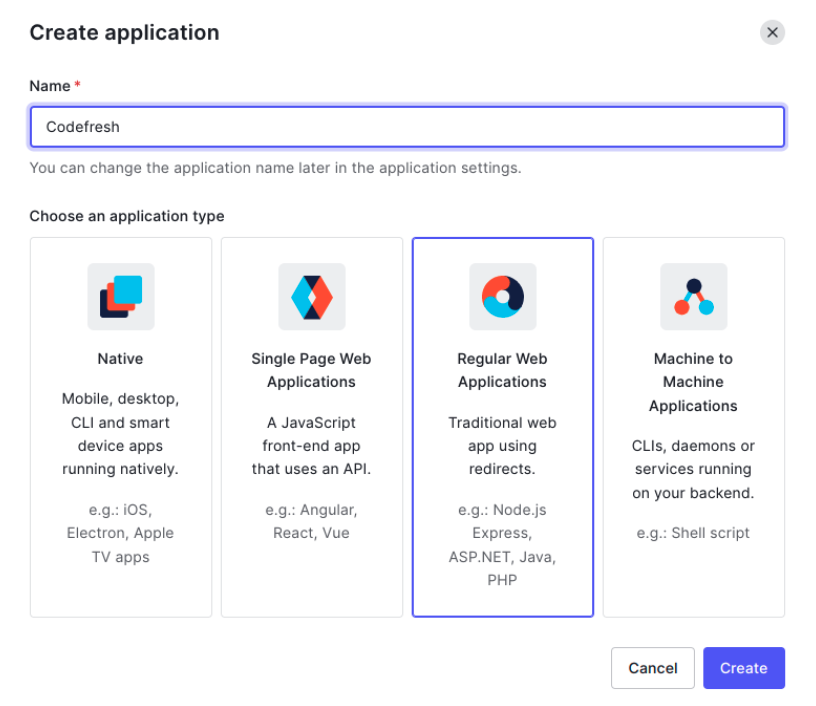 Create application
Name *
Codefresh
You can change the application name later in the application settings.
Choose an application type
Native
Mobile, desktop,
CLI and smart
device apps
running natively.
e.g.: iOS,
Electron, Apple
TV apps
Single Page Web
Applications
A JavaScript
front-end app
that uses an API.
e.g.: Angular,
React, Vue
Regular Web
Applications
Traditional web
app using
redirects.
e.g.: Node.js
Express,
ASP.NET, Java,
PHP
Machine to
Machine
Applications
CLIs, daemons or
services running
on your backend.
e.g.: Shell script
Cancel
Create